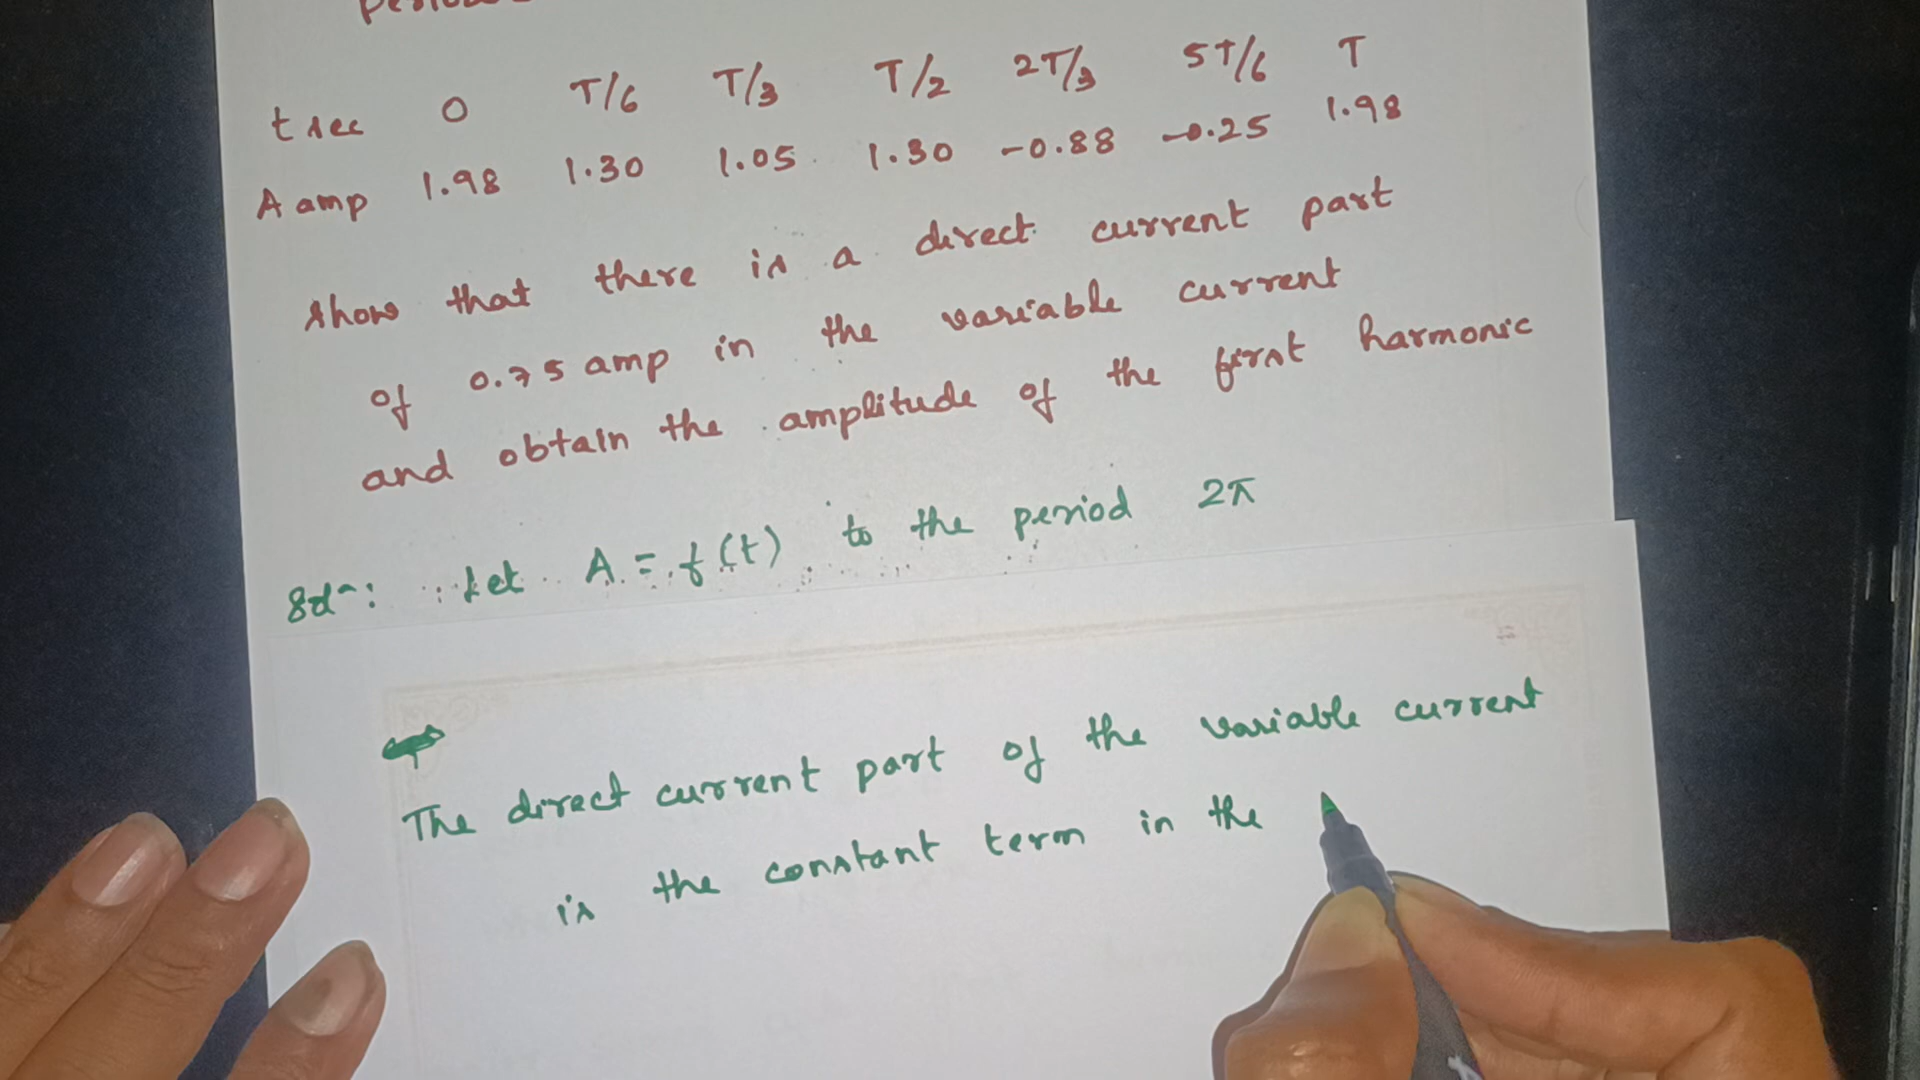 t sec 0 T/6 T/3 T/2 2T/3 5T/6 T
A amp 1.98 1.30 1.05 1.30 -0.88 -0.25 1.98
show that there is a direct current part
of 0.75 amp in the variable current
and obtain the amplitude of the first harmonic
Soln: Let A = f(t) to the period 2π
The direct current part of the variable current
is the constant term in the